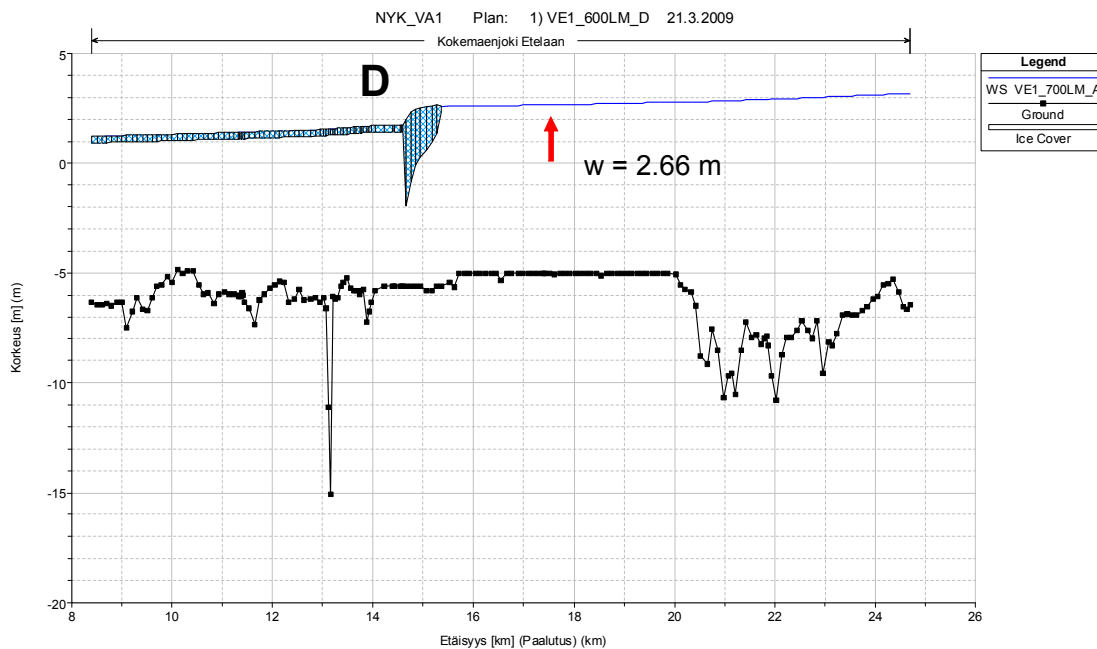 NYK_VA1 Plan: 1) VE1_600LM_D 21.3.2009
Kokemaenjoki Etelaan
D
w = 2.66 m
Legend
WS VE1_700LM_A
Ground
Ice Cover
Korkeus [m] (m)
5
0
-5
-10
-15
-20
8 10 12 14 16 18 20 22 24 26
Etäisyys [km] (Paalutus) (km)